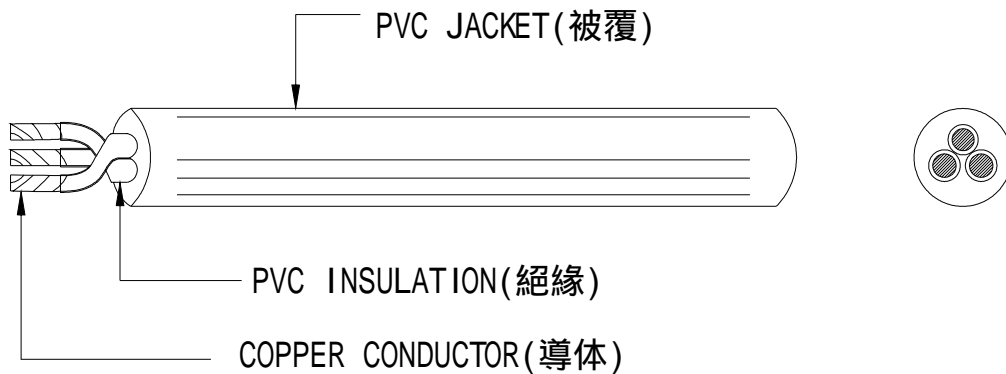 PVC JACKET(被覆)
PVC INSULATION(絕緣)
COPPER CONDUCTOR(導体)